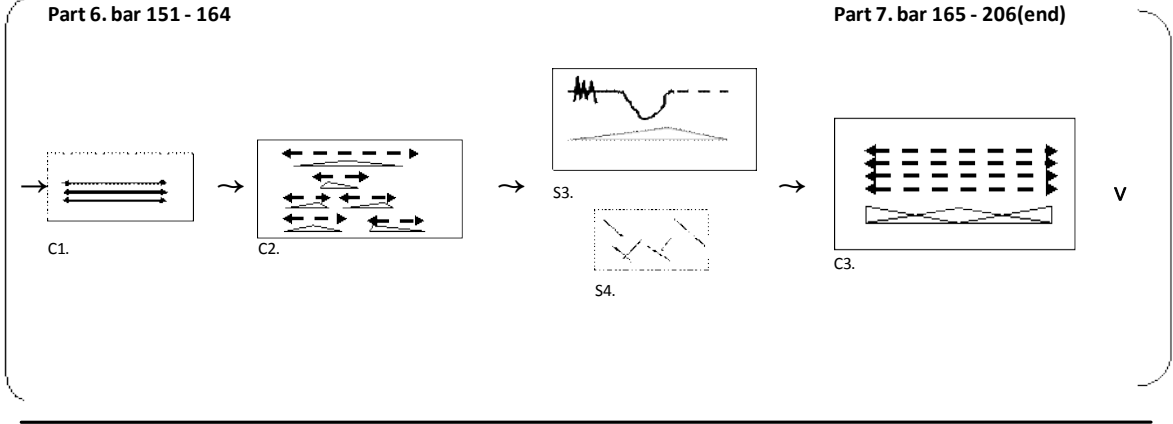 Part 6. bar 151 - 164
Part 7. bar 165 - 206(end)
C1.
C2.
S3.
S4.
C3.
v